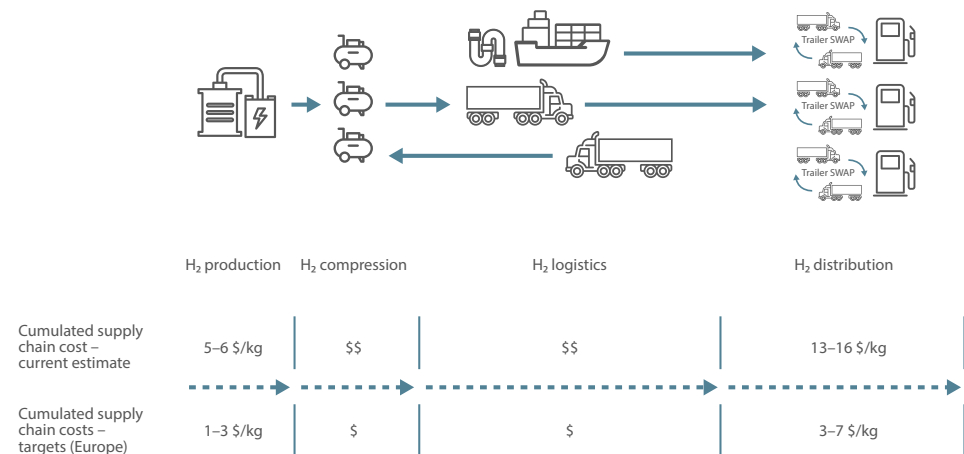 Trailer SWAP
Trailer SWAP
Trailer SWAP
H₂ production
H₂ compression
H₂ logistics
H₂ distribution
Cumulated supply
chain cost –
current estimate
5–6 $/kg
$$
$$
13–16 $/kg
Cumulated supply
chain costs –
targets (Europe)
1–3 $/kg
$
$
3–7 $/kg